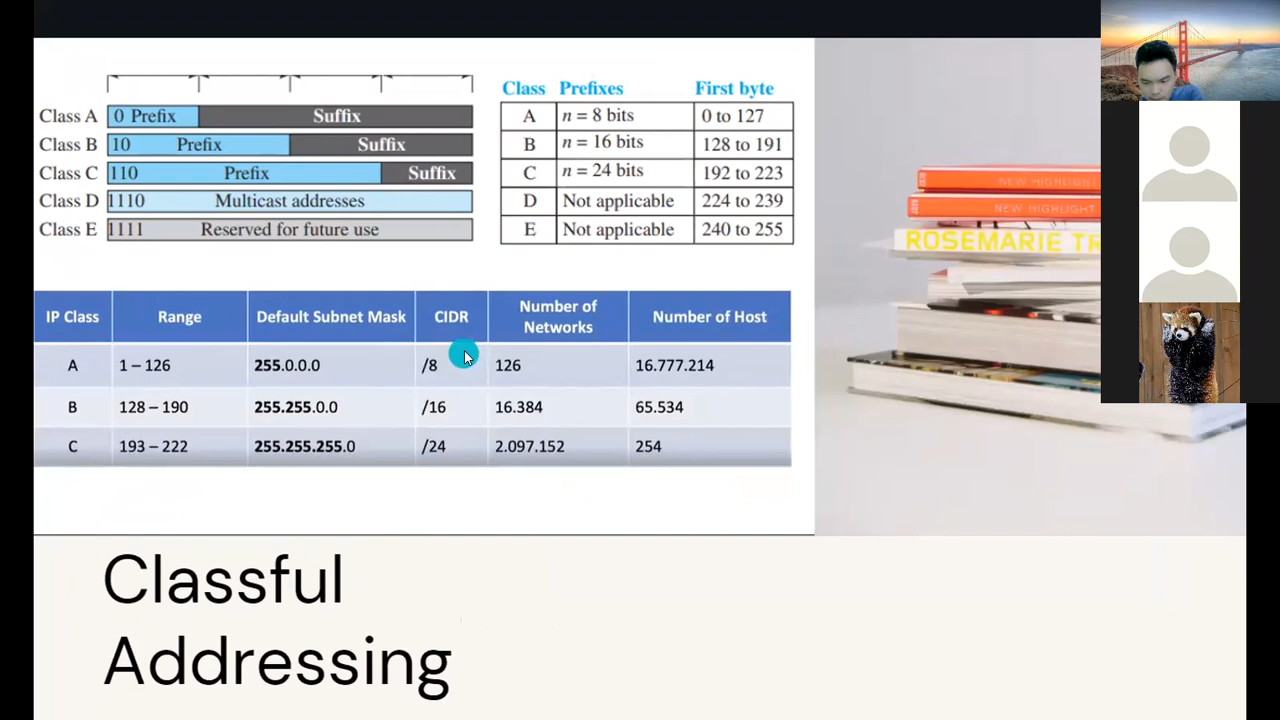 Class A 0 Prefix Suffix
Class B 10 Prefix Suffix
Class C 110 Prefix Suffix
Class D 1110 Multicast addresses
Class E 1111 Reserved for future use
Class Prefixes First byte
A n = 8 bits 0 to 127
B n = 16 bits 128 to 191
C n = 24 bits 192 to 223
D Not applicable 224 to 239
E Not applicable 240 to 255
IP Class Range Default Subnet Mask CIDR Number of Networks Number of Host
A 1 – 126 255.0.0.0 /8 126 16.777.214
B 128 – 190 255.255.0.0 /16 16.384 65.534
C 193 – 222 255.255.255.0 /24 2.097.152 254
NEW HIGHLIGHT
NEW HIGHLIGHT
ROSEMARIE TR
Classful
Addressing